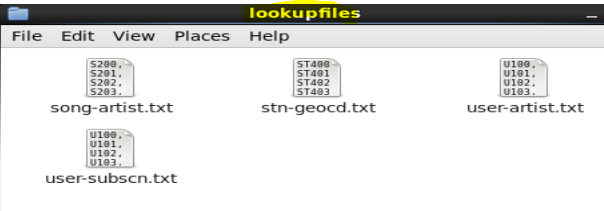 lookupfiles
File Edit View Places Help
S200,
S201,
S202,
S203.
song-artist.txt
ST400
ST401
ST402
ST403
stn-geocd.txt
U100,
U101,
U102,
U103.
user-artist.txt
U100,
U101,
U102,
U103.
user-subscn.txt